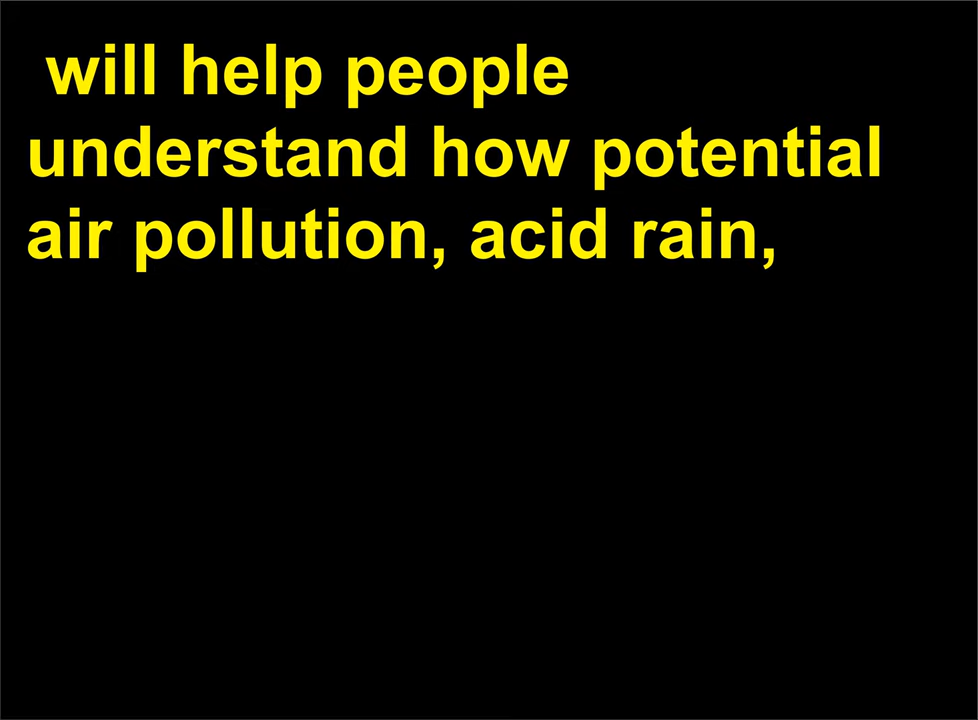 will help people
understand how potential
air pollution, acid rain,